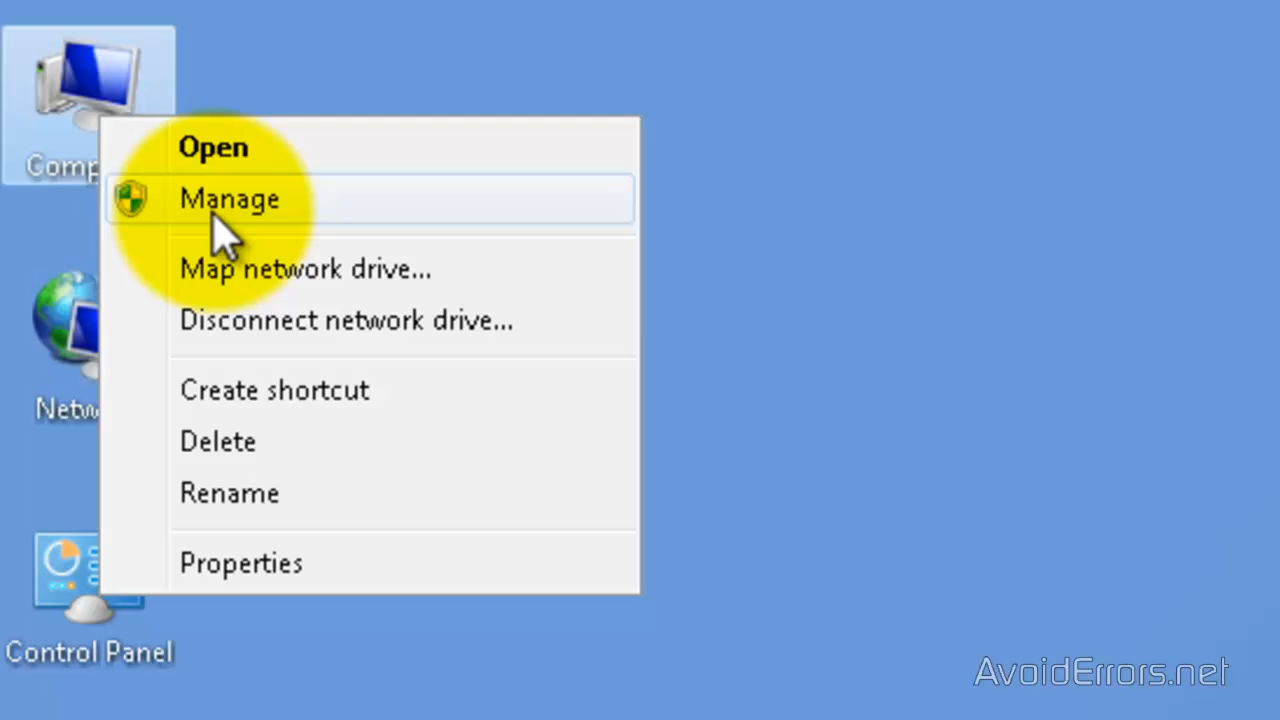 Comp
Open
Manage
Map network drive...
Disconnect network drive...
Netw
Create shortcut
Delete
Rename
Properties
Control Panel
AvoidErrors.net